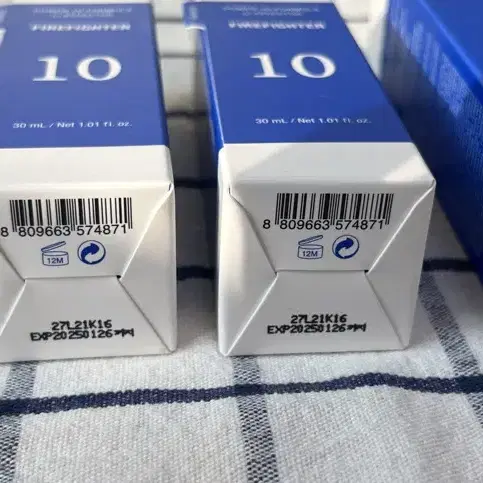 FIREFIGHTER
10
30 mL / Net 1.01 fl. oz.
8 809663 574871
12M
27L21K16
EXP20250126
FIREFIGHTER
10
30 mL / Net 1.01 fl. oz.
8 809663 574871
12M
27L21K16
EXP20250126